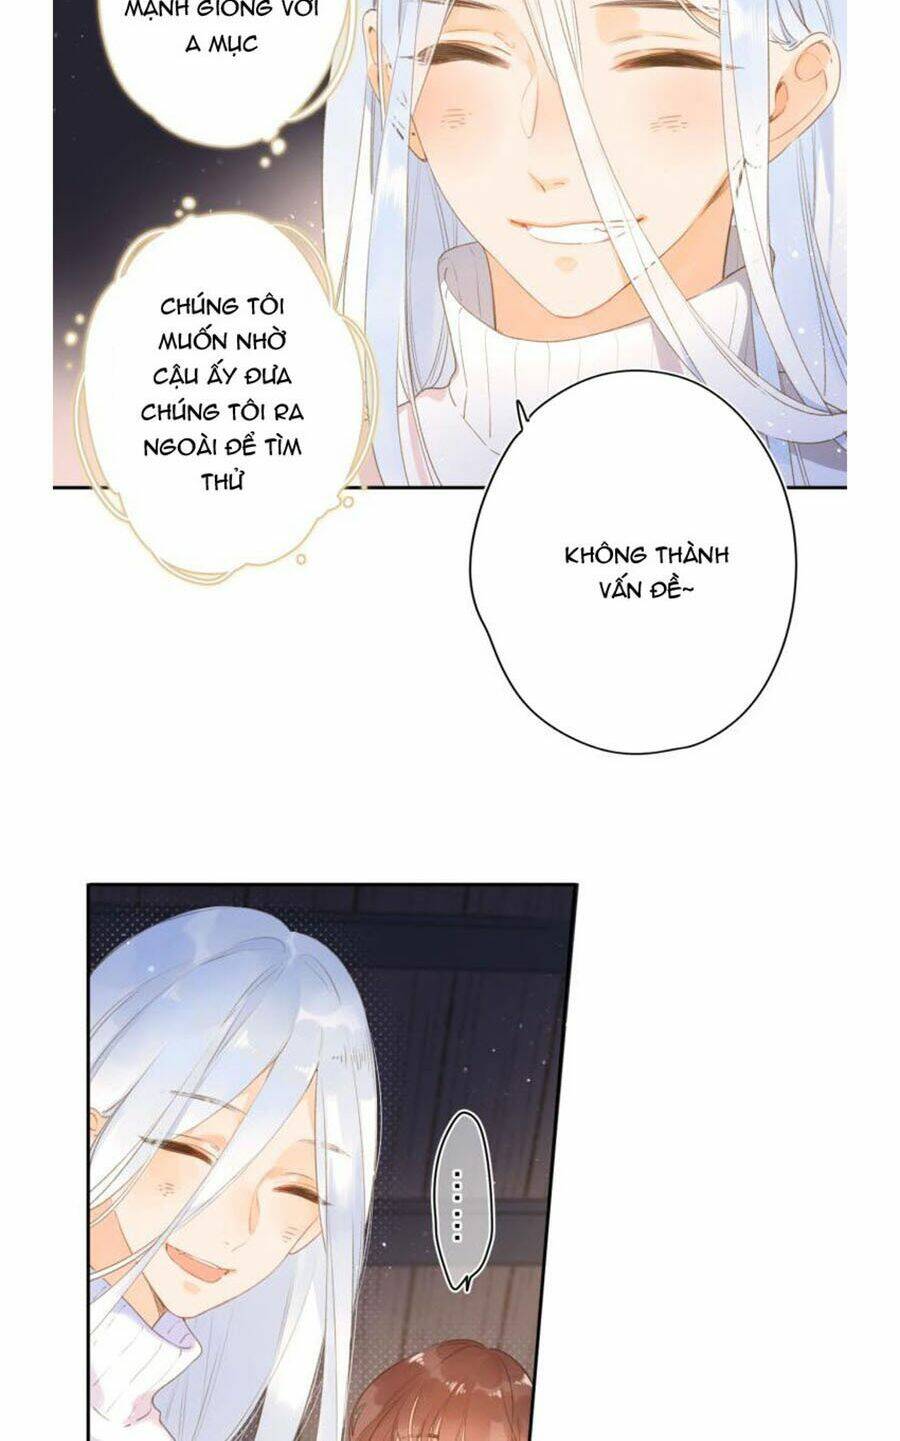 MẠNH GIỐNG VỚI
A MỤC
CHÚNG TÔI
MUỐN NHỜ
CẬU ẤY ĐƯA
CHÚNG TÔI RA
NGOÀI ĐỂ TÌM
THỬ
KHÔNG THÀNH
VẤN ĐỀ~
......